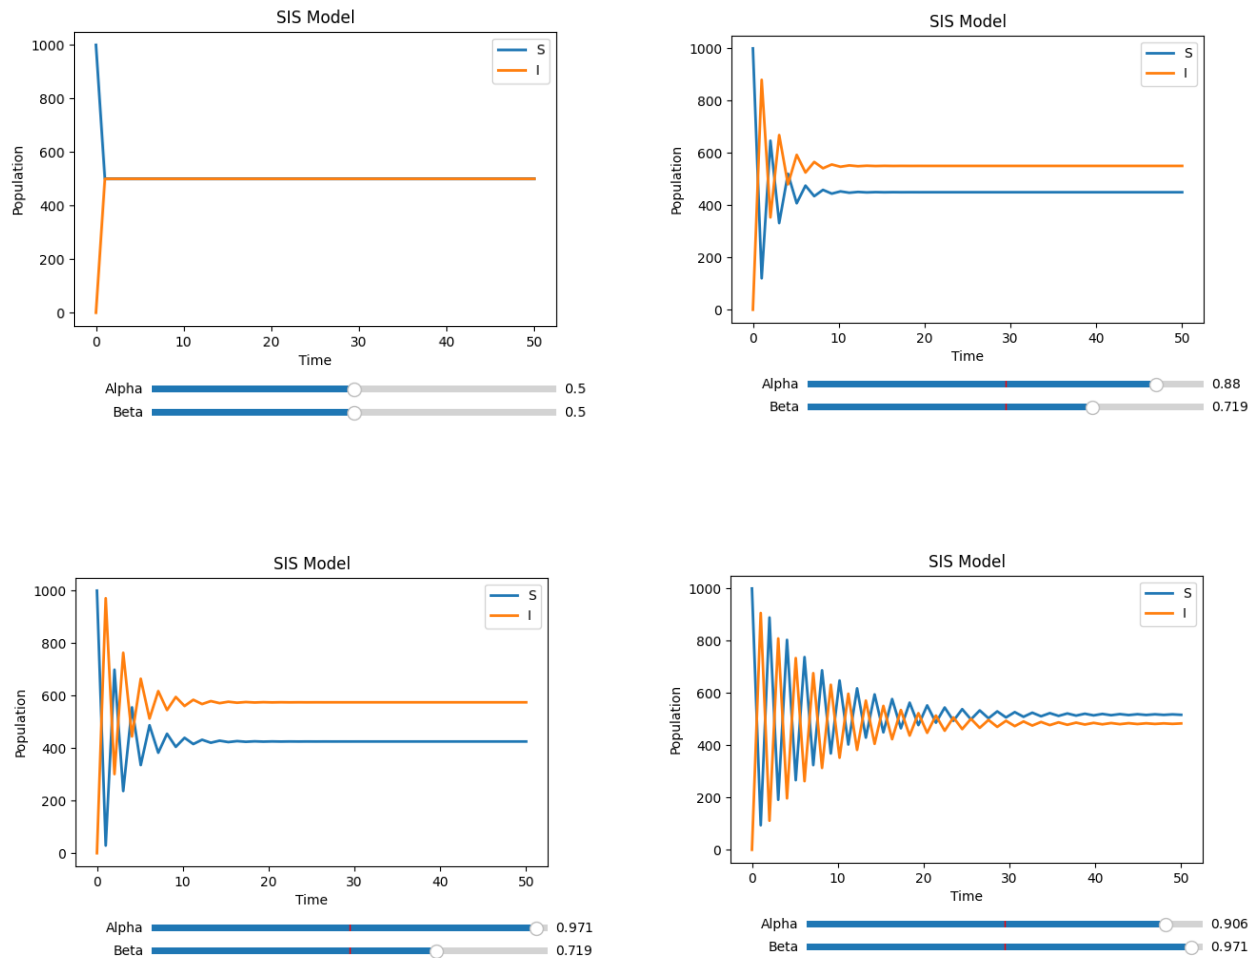 SIS Model
1000
800
600
400
200
0
Population
S
I
0 10 20 30 40 50
Time
Alpha 0.5
Beta 0.5
SIS Model
1000
800
600
400
200
0
Population
S
I
0 10 20 30 40 50
Time
Alpha 0.88
Beta 0.719
SIS Model
1000
800
600
400
200
0
Population
S
I
0 10 20 30 40 50
Time
Alpha 0.971
Beta 0.719
SIS Model
1000
800
600
400
200
0
Population
S
I
0 10 20 30 40 50
Time
Alpha 0.906
Beta 0.971